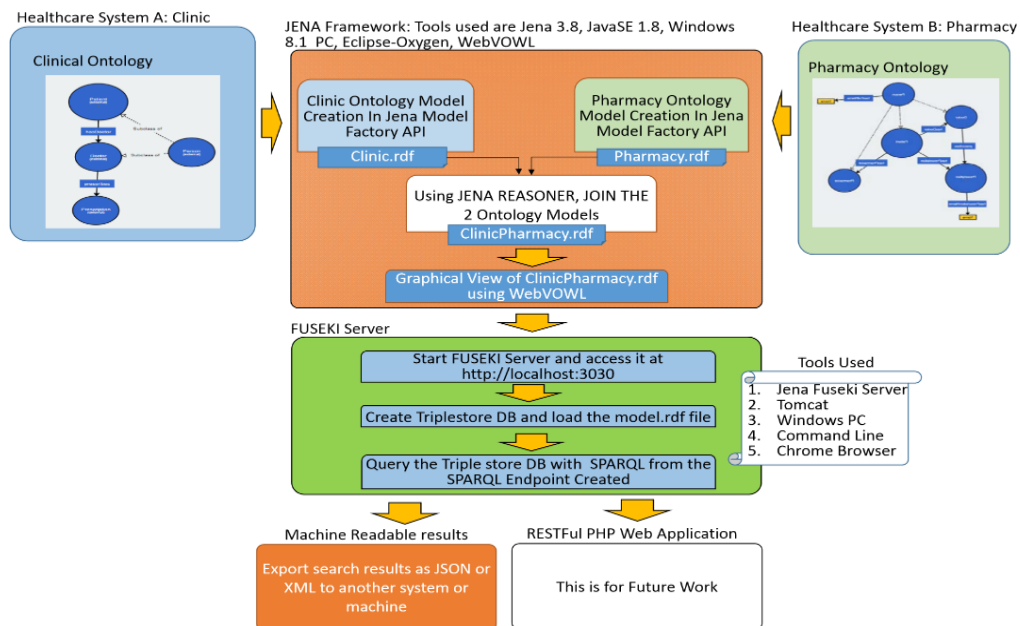 Healthcare System A: Clinic
Clinical Ontology
JENA Framework: Tools used are Jena 3.8, JavaSE 1.8, Windows
8.1 PC, Eclipse-Oxygen, WebVOWL
Healthcare System B: Pharmacy
Pharmacy Ontology
Subclass of
Subclass of
Clinic Ontology Model
Creation In Jena Model
Factory API
Clinic.rdf
Pharmacy Ontology
Model Creation In Jena
Model Factory API
Pharmacy.rdf
Using JENA REASONER, JOIN THE
2 Ontology Models
ClinicPharmacy.rdf
Graphical View of ClinicPharmacy.rdf
using WebVOWL
FUSEKI Server
Start FUSEKI Server and access it at
http://localhost:3030
Create Triplestore DB and load the model.rdf file
Query the Triple store DB with SPARQL from the
SPARQL Endpoint Created
Tools Used
1. Jena Fuseki Server
2. Tomcat
3. Windows PC
4. Command Line
5. Chrome Browser
Machine Readable results
Export search results as JSON or
XML to another system or
machine
RESTFul PHP Web Application
This is for Future Work